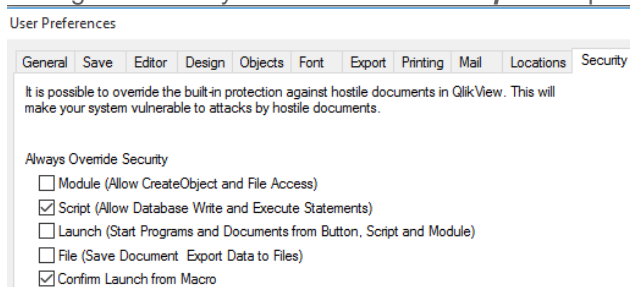 User Preferences
General Save Editor Design Objects Font Export Printing Mail Locations Security
It is possible to override the built-in protection against hostile documents in QlikView. This will
make your system vulnerable to attacks by hostile documents.
Always Override Security
Module (Allow CreateObject and File Access)
Script (Allow Database Write and Execute Statements)
Launch (Start Programs and Documents from Button, Script and Module)
File (Save Document Export Data to Files)
Confirm Launch from Macro